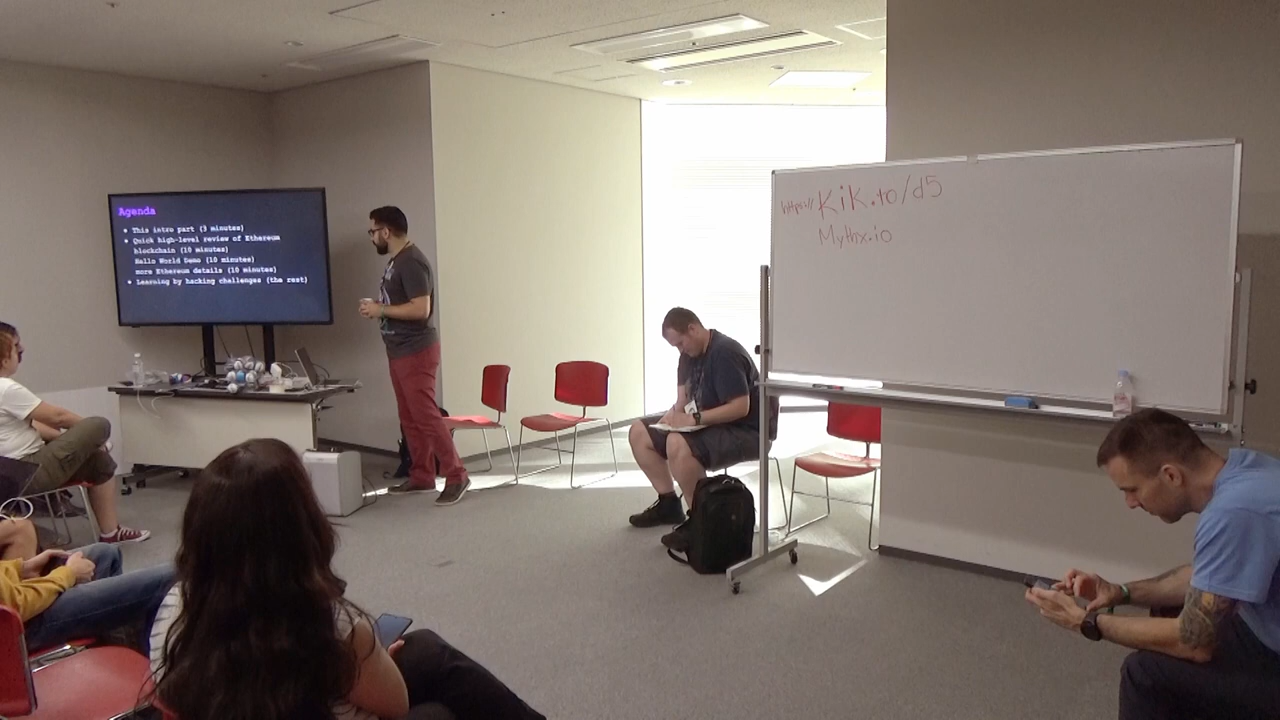 Agenda
• This intro part (3 minutes)
• Quick high-level review of Ethereum
blockchain (10 minutes)
Hello World Demo (10 minutes)
more Ethereum details (10 minutes)
• Learning by hacking challenges (the rest)
https://KiK.to/d5
Mythx.io